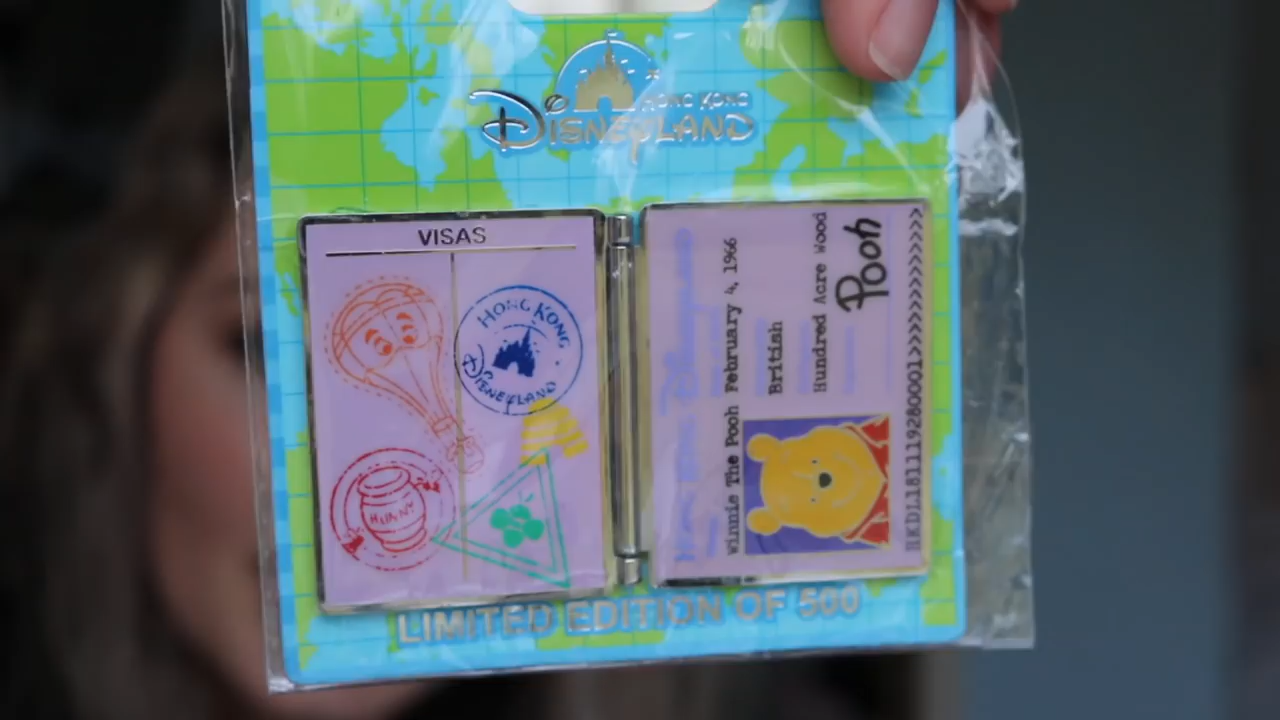 HONG KONG
DISNEYLAND
VISAS
HONG KONG
DISNEYLAND
HUNNY
Winnie The Pooh
February 4, 1966
British
Hundred Acre Wood
Pooh
LIMITED EDITION OF 500